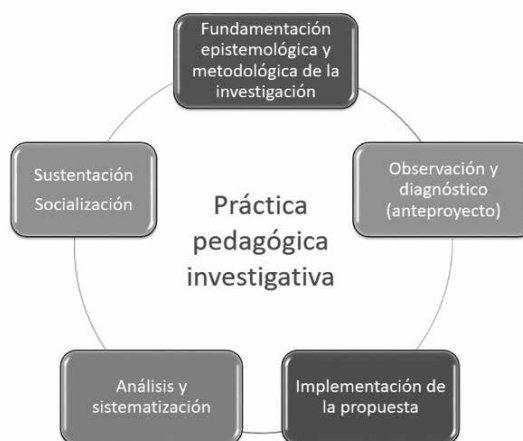 Fundamentación
epistemológica y
metodológica de la
investigación
Observación y
diagnóstico
(anteproyecto)
Implementación de
la propuesta
Análisis y
sistematización
Sustentación
Socialización
Práctica
pedagógica
investigativa